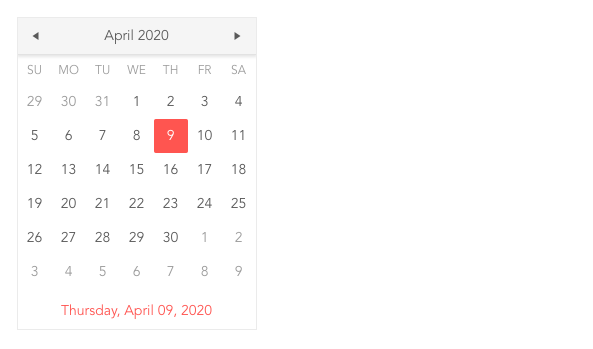 April 2020
SU MO TU WE TH FR SA
29 30 31 1 2 3 4
5 6 7 8 9 10 11
12 13 14 15 16 17 18
19 20 21 22 23 24 25
26 27 28 29 30 1 2
3 4 5 6 7 8 9
Thursday, April 09, 2020